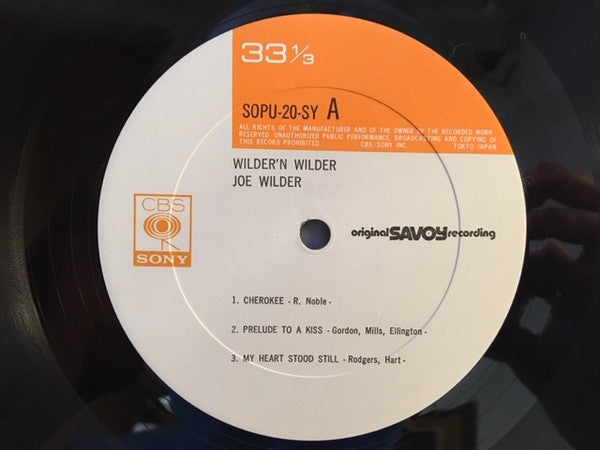 33 1/3
SOPU-20-SY A
ALL RIGHTS OF THE MANUFACTURER AND OF THE OWNER OF THE RECORDED WORK
RESERVED. UNAUTHORIZED PUBLIC PERFORMANCE, BROADCASTING AND COPYING OF
THIS RECORD PROHIBITED. CBS/SONY INC TOKYO JAPAN
WILDER'N WILDER
JOE WILDER
CBS
SONY
original SAVOY recording
1. CHEROKEE - R. Noble -
2. PRELUDE TO A KISS - Gordon, Mills, Ellington -
3. MY HEART STOOD STILL - Rodgers, Hart -